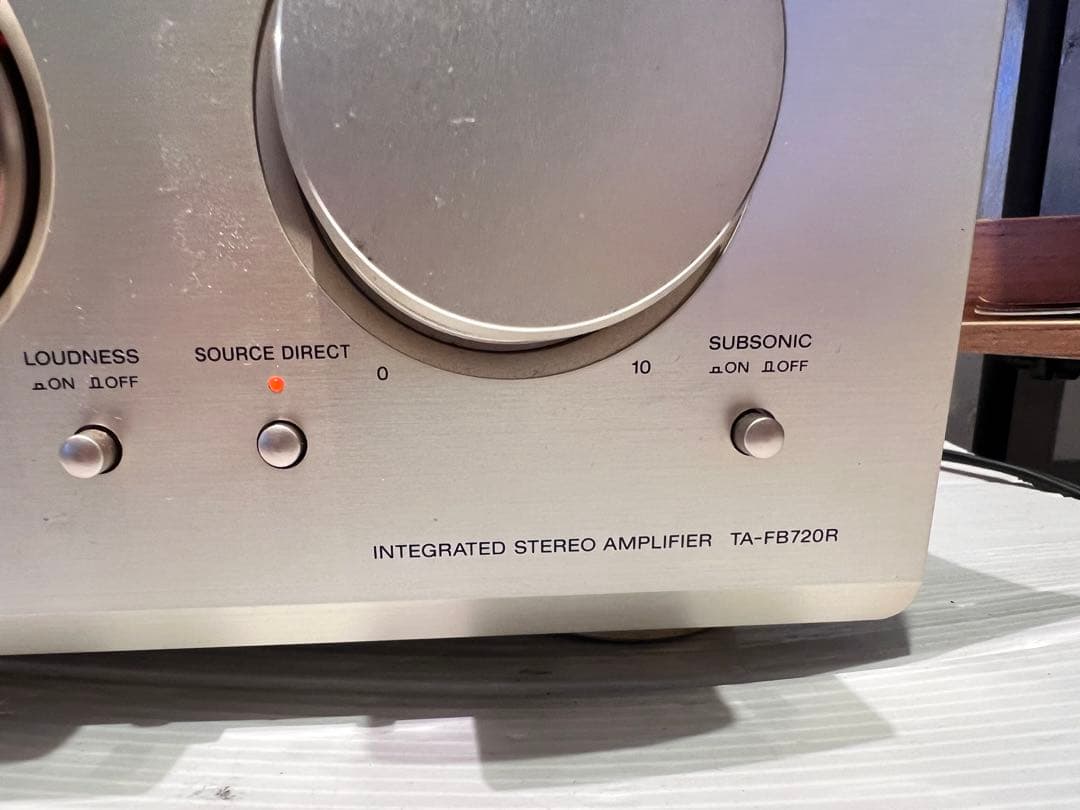 LOUDNESS
ON OFF
SOURCE DIRECT
0
10
SUBSONIC
ON OFF
INTEGRATED STEREO AMPLIFIER TA-FB720R